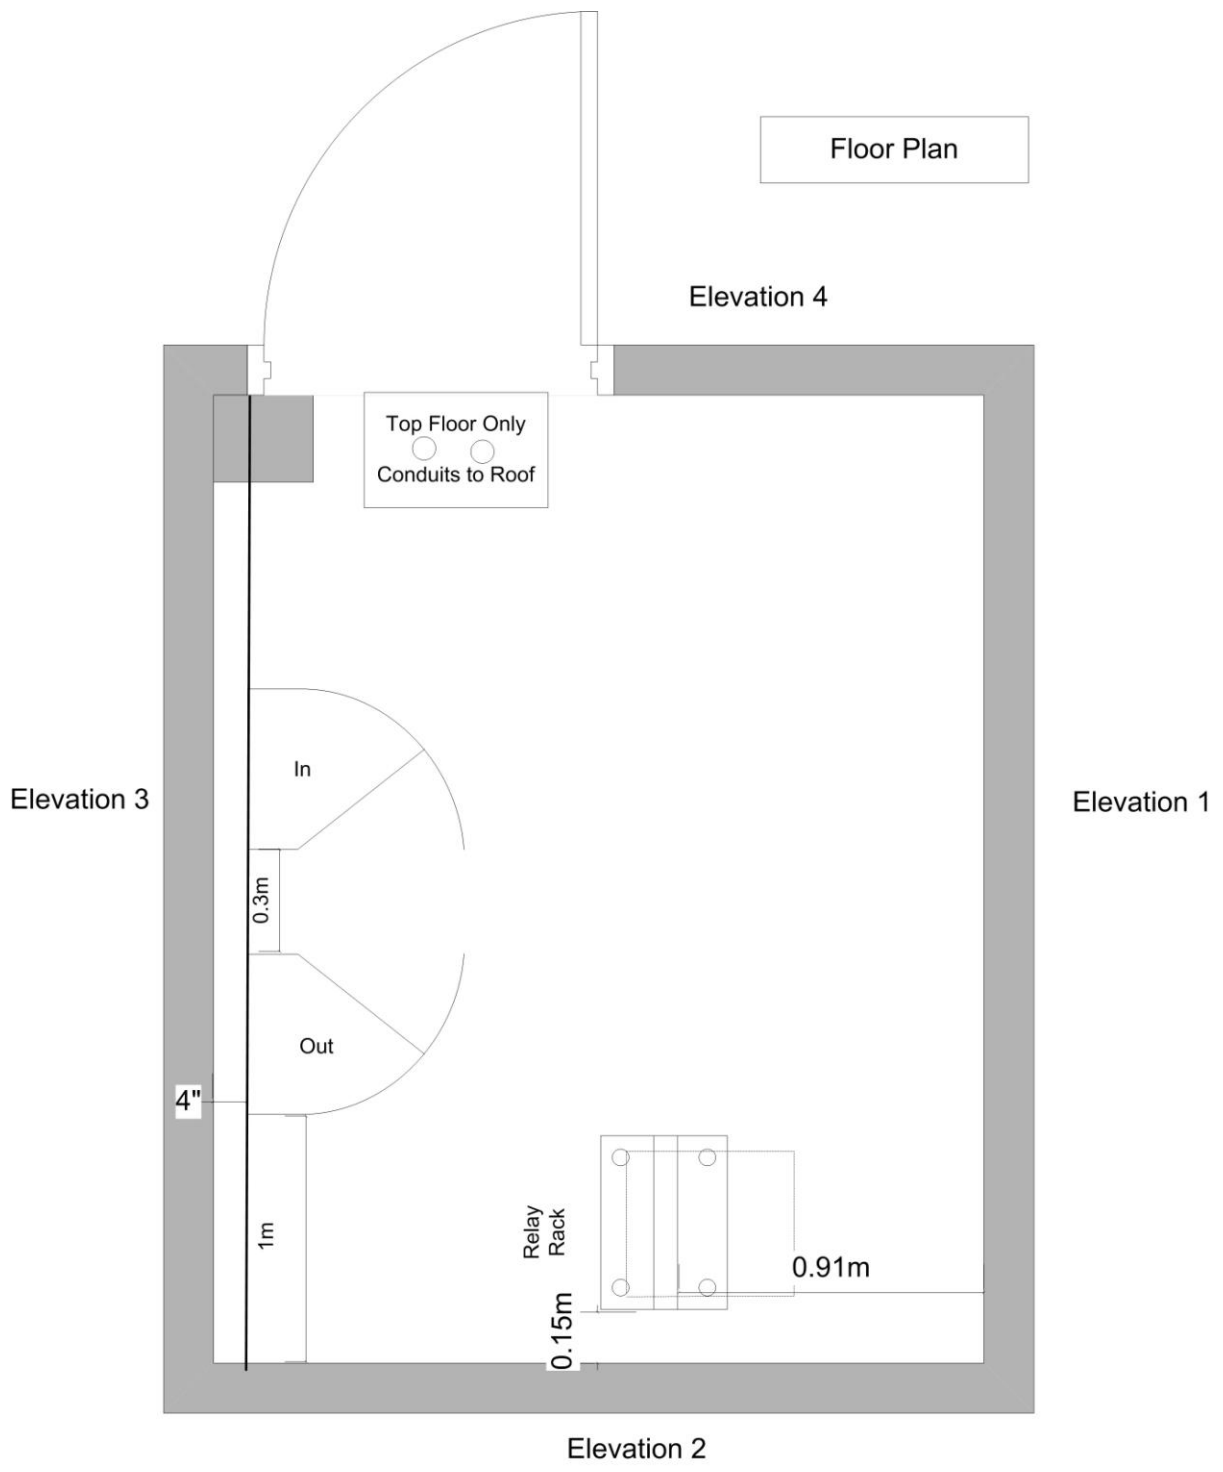 Floor Plan
Elevation 4
Top Floor Only
Conduits to Roof
In
Elevation 3
Elevation 1
0.3m
Out
4"
Relay
Rack
1m
0.91m
0.15m
Elevation 2